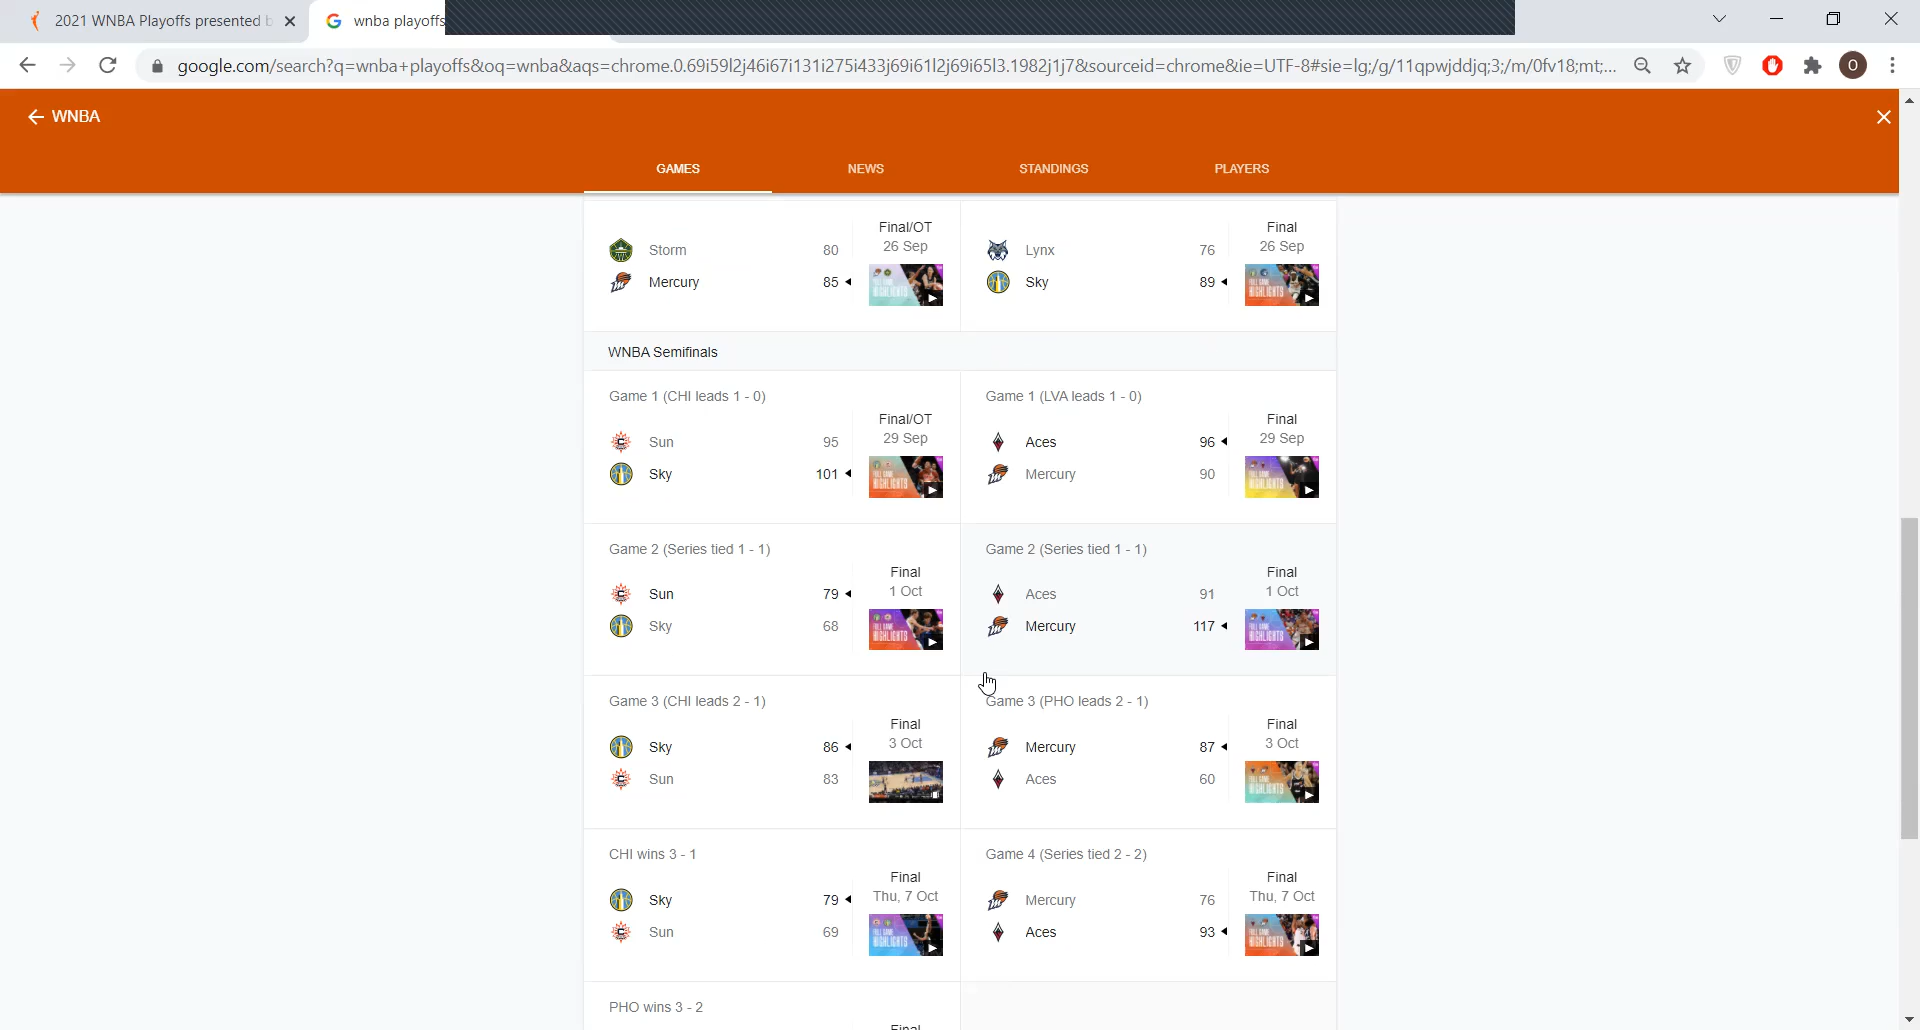 2021 WNBA Playoffs presented
wnba playoffs
google.com/search?q=wnba+playoffs&oq=wnba&aqs=chrome.0.69i59l2j46i67i131i275i433j69i61l2j69i65l3.1982j1j7&sourceid=chrome&ie=UTF-8#sie=lg;/g/11qpwjddjq;3;/m/0fv18;mt;...
O
WNBA
GAMES NEWS STANDINGS PLAYERS
Final/OT
Storm 80 26 Sep
Mercury 85
Final
Lynx 76 26 Sep
Sky 89
WNBA Semifinals
Game 1 (CHI leads 1 - 0)
Final/OT
Sun 95 29 Sep
Sky 101
Game 1 (LVA leads 1 - 0)
Final
Aces 96 29 Sep
Mercury 90
Game 2 (Series tied 1 - 1)
Final
Sun 79 1 Oct
Sky 68
Game 2 (Series tied 1 - 1)
Final
Aces 91 1 Oct
Mercury 117
Game 3 (CHI leads 2 - 1)
Final
Sky 86 3 Oct
Sun 83
Game 3 (PHO leads 2 - 1)
Final
Mercury 87 3 Oct
Aces 60
CHI wins 3 - 1
Final
Sky 79 Thu, 7 Oct
Sun 69
Game 4 (Series tied 2 - 2)
Final
Mercury 76 Thu, 7 Oct
Aces 93
PHO wins 3 - 2
Final